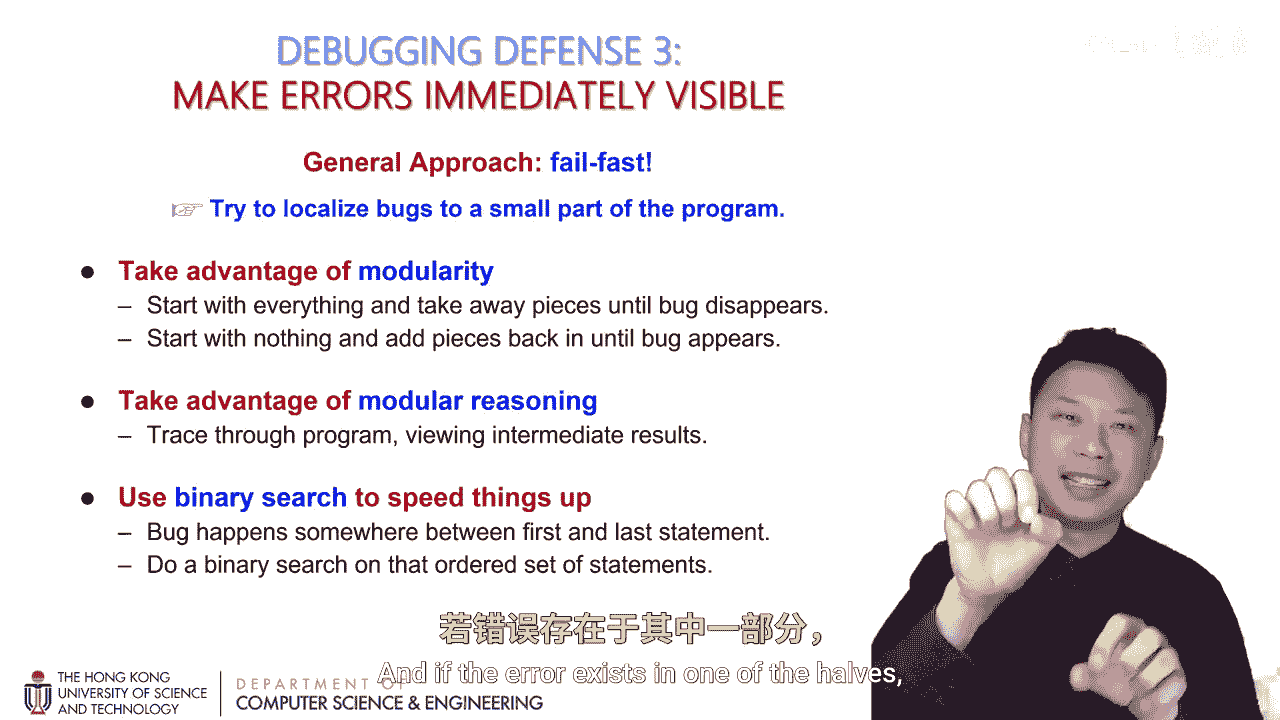 DEBUGGING DEFENSE 3:
MAKE ERRORS IMMEDIATELY VISIBLE
General Approach: fail-fast!
☞ Try to localize bugs to a small part of the program.
● Take advantage of modularity
– Start with everything and take away pieces until bug disappears.
– Start with nothing and add pieces back in until bug appears.
● Take advantage of modular reasoning
– Trace through program, viewing intermediate results.
● Use binary search to speed things up
– Bug happens somewhere between first and last statement.
– Do a binary search on that ordered set of statements.
若错误存在于其中一部分，
And if the error exists in one of the halves,
THE HONG KONG
UNIVERSITY OF SCIENCE
AND TECHNOLOGY
DEPARTMENT OF
COMPUTER SCIENCE & ENGINEERING